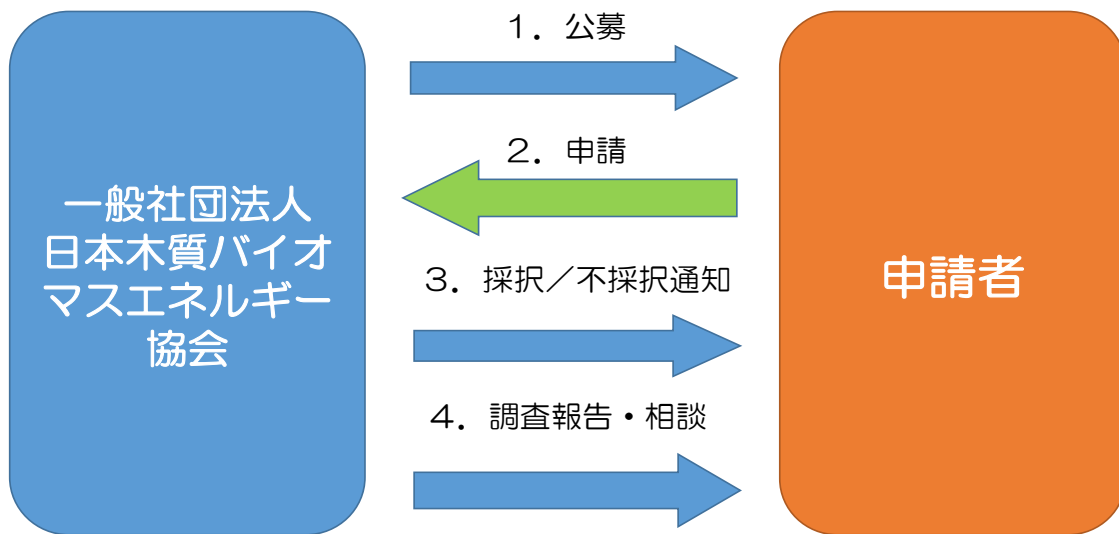 1．公募
2．申請
一般社団法人
日本木質バイオ
マスエネルギー
協会
申請者
3．採択／不採択通知
4．調査報告・相談